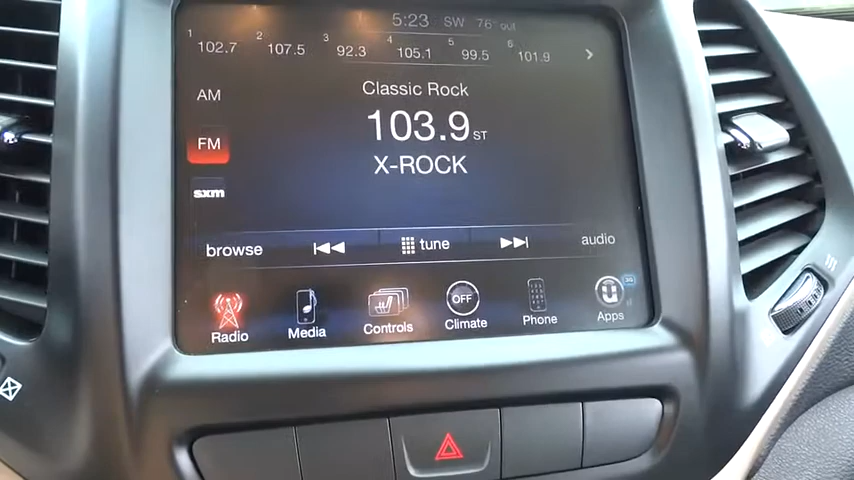 5:23 SW 76° out
1 102.7 2 107.5 3 92.3 4 105.1 5 99.5 6 101.9
Classic Rock
AM
103.9 ST
FM
X-ROCK
sxm
browse tune audio
OFF
Radio Media Controls Climate Phone Apps